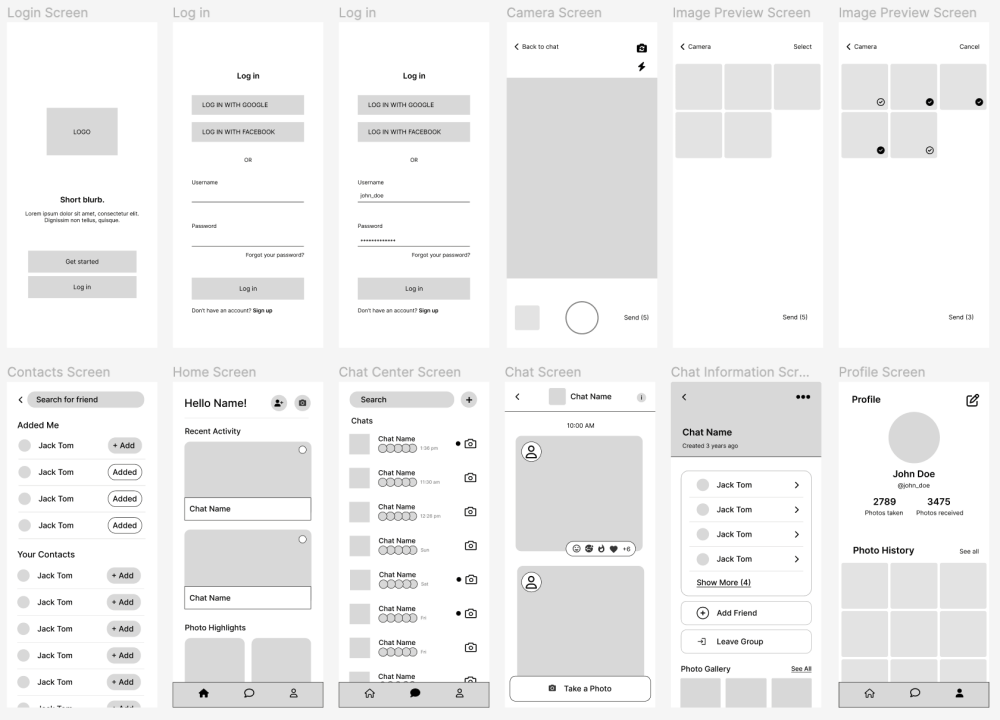 Login Screen
LOGO
Short blurb.
Lorem ipsum dolor sit amet, consectetur elit.
Dignissim non tellus, quisque.
Get started
Log in
Log in
Log in
LOG IN WITH GOOGLE
LOG IN WITH FACEBOOK
OR
Username
Password
Forgot your password?
Log in
Don't have an account? Sign up
Log in
Log in
LOG IN WITH GOOGLE
LOG IN WITH FACEBOOK
OR
Username
john_doe
Password
*************
Forgot your password?
Log in
Don't have an account? Sign up
Camera Screen
Back to chat
Send (5)
Image Preview Screen
Camera
Select
Send (5)
Image Preview Screen
Camera
Cancel
Send (3)
Contacts Screen
Search for friend
Added Me
Jack Tom
+ Add
Jack Tom
Added
Jack Tom
Added
Jack Tom
Added
Your Contacts
Jack Tom
+ Add
Jack Tom
+ Add
Jack Tom
+ Add
Jack Tom
+ Add
Jack Tom
+ Add
Home Screen
Hello Name!
Recent Activity
Chat Name
Chat Name
Photo Highlights
Chat Center Screen
Search
+
Chats
Chat Name
1:36 pm
Chat Name
11:30 am
Chat Name
12:26 pm
Chat Name
Sun
Chat Name
Sat
Chat Name
Fri
Chat Name
Fri
Chat Name
Chat Screen
Chat Name
i
10:00 AM
+6
Take a Photo
Chat Information Scr...
Chat Name
Created 3 years ago
Jack Tom
Jack Tom
Jack Tom
Jack Tom
Show More (4)
Add Friend
Leave Group
Photo Gallery
See All
Profile Screen
Profile
John Doe
@john_doe
2789
Photos taken
3475
Photos received
Photo History
See all